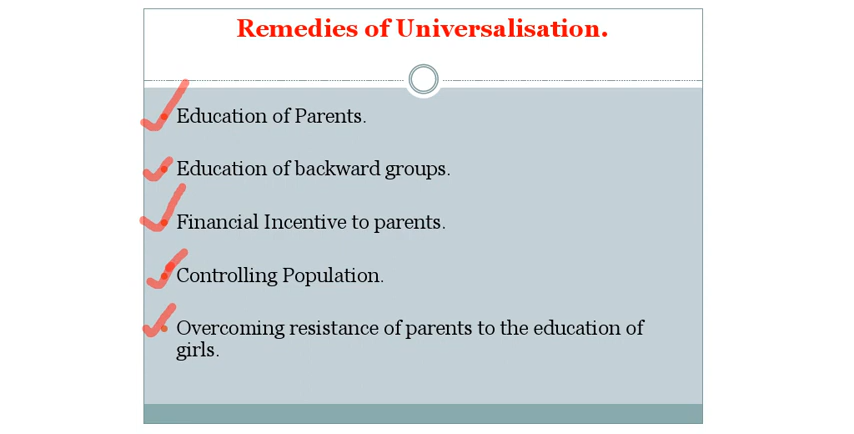 Remedies of Universalisation.
Education of Parents.
Education of backward groups.
Financial Incentive to parents.
Controlling Population.
Overcoming resistance of parents to the education of
girls.